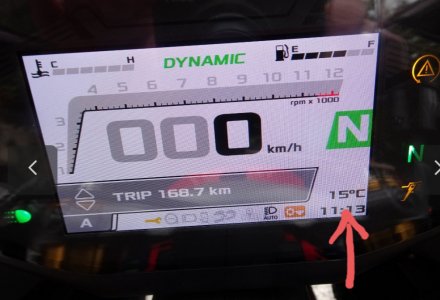 DYNAMIC
C H
E F
4 5 6 7 8 9 10 11 12
rpm x 1000
3
2
000 km/h
N
N
TRIP 168.7 km
15°C
A
AUTO
11:13